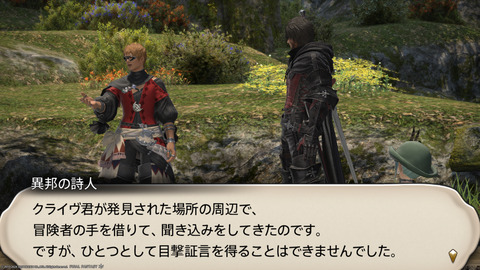 異邦の詩人
クライヴ君が発見された場所の周辺で、
冒険者の手を借りて、聞き込みをしてきたのです。
ですが、ひとつとして目撃証言を得ることはできませんでした。